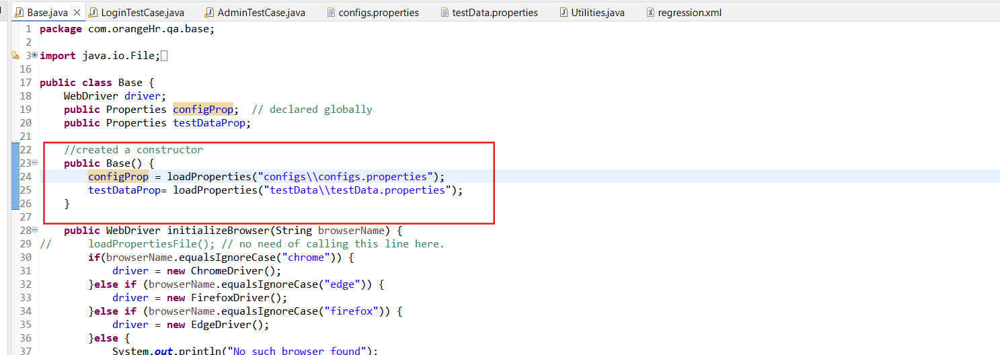 Base.java LoginTestCase.java AdminTestCase.java configs.properties testData.properties Utilities.java regression.xml
1 package com.orangeHr.qa.base;
2
3 import java.io.File;
16
17 public class Base {
18 WebDriver driver;
19 public Properties configProp; // declared globally
20 public Properties testDataProp;
21
22 //created a constructor
23 public Base() {
24 configProp = loadProperties("configs\\configs.properties");
25 testDataProp= loadProperties("testData\\testData.properties");
26 }
27
28 public WebDriver initializeBrowser(String browserName) {
29 // loadPropertiesFile(); // no need of calling this line here.
30 if(browserName.equalsIgnoreCase("chrome")) {
31 driver = new ChromeDriver();
32 }else if (browserName.equalsIgnoreCase("edge")) {
33 driver = new FirefoxDriver();
34 }else if (browserName.equalsIgnoreCase("firefox")) {
35 driver = new EdgeDriver();
36 }else {
37 System.out.println("No such browser found");